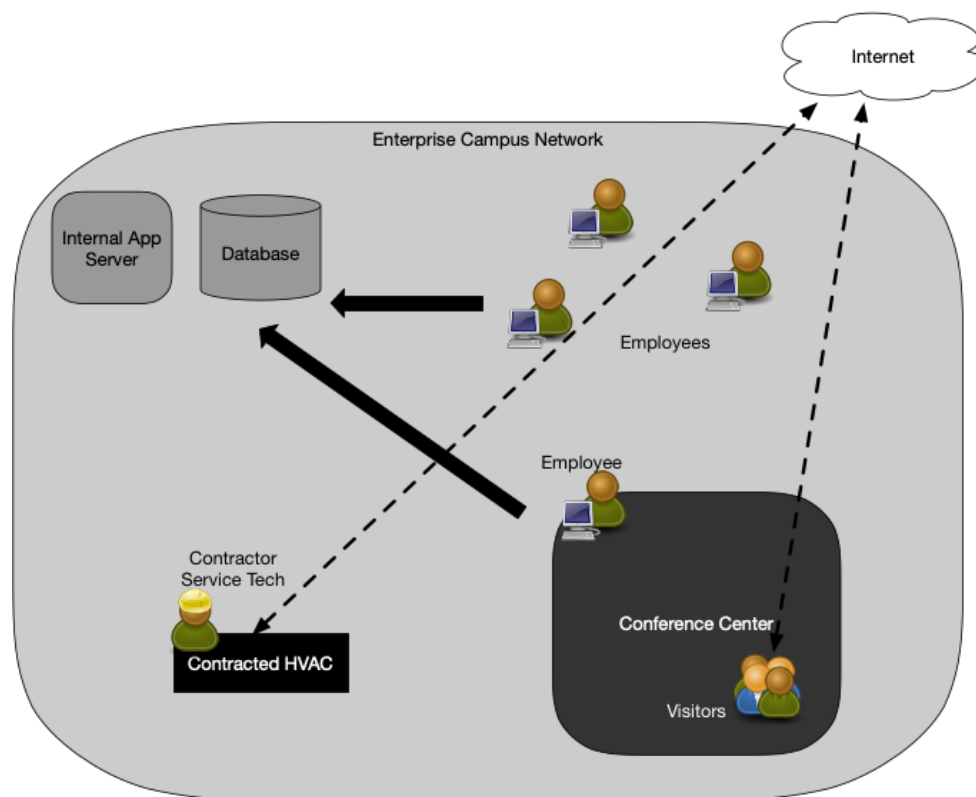 Internet
Enterprise Campus Network
Internal App
Server
Database
Employees
Employee
Contractor
Service Tech
Contracted HVAC
Conference Center
Visitors